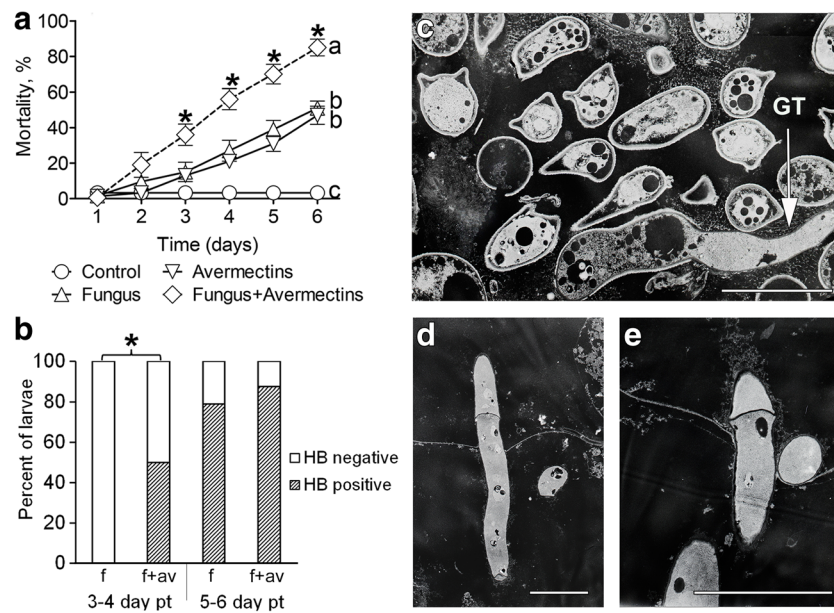 a
Mortality, %
100
80
60
40
20
0
* * * * *
a
b
b
c
1 2 3 4 5 6
Time (days)
Control Avermectins
Fungus Fungus+Avermectins
b
Percent of larvae
*
100
80
60
40
20
0
HB negative
HB positive
f f+av f f+av
3-4 day pt 5-6 day pt
c
GT
d
e